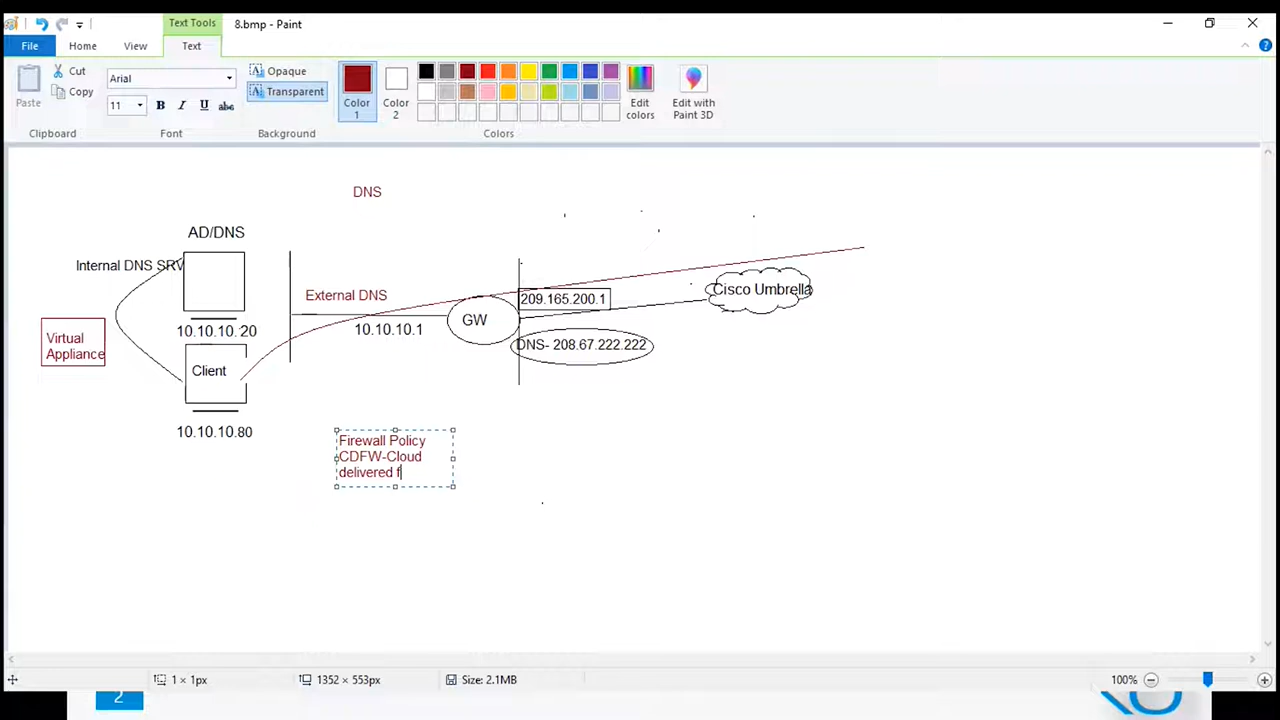 Text Tools
8.bmp - Paint
File
Home
View
Text
Paste
Cut
Copy
Clipboard
Arial
11
B I U abc
Font
Opaque
Transparent
Background
Color 1
Color 2
Edit colors
Edit with Paint 3D
Colors
DNS
AD/DNS
Internal DNS SRV
External DNS
209.165.200.1
Cisco Umbrella
10.10.10.20
10.10.10.1
GW
Virtual
Appliance
DNS- 208.67.222.222
Client
10.10.10.80
Firewall Policy
CDFW-Cloud
delivered f
1 × 1px
1352 × 553px
Size: 2.1MB
100%
2